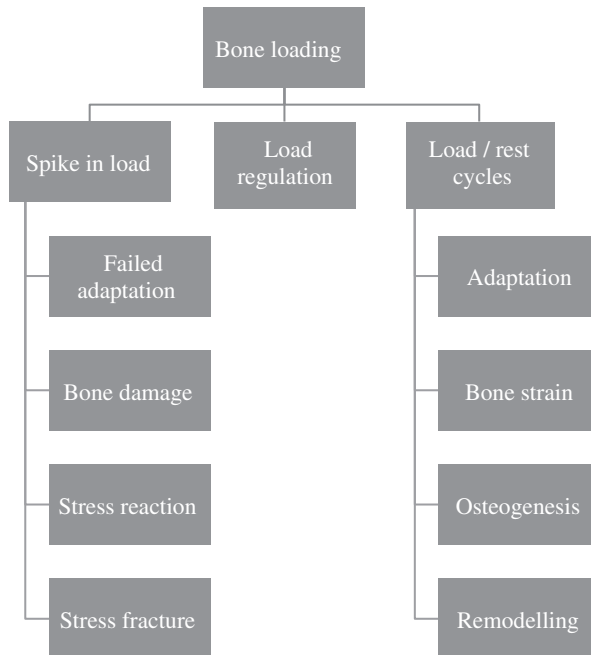 Bone loading
Spike in load
Load
regulation
Load / rest
cycles
Failed
adaptation
Adaptation
Bone damage
Bone strain
Stress reaction
Osteogenesis
Stress fracture
Remodelling